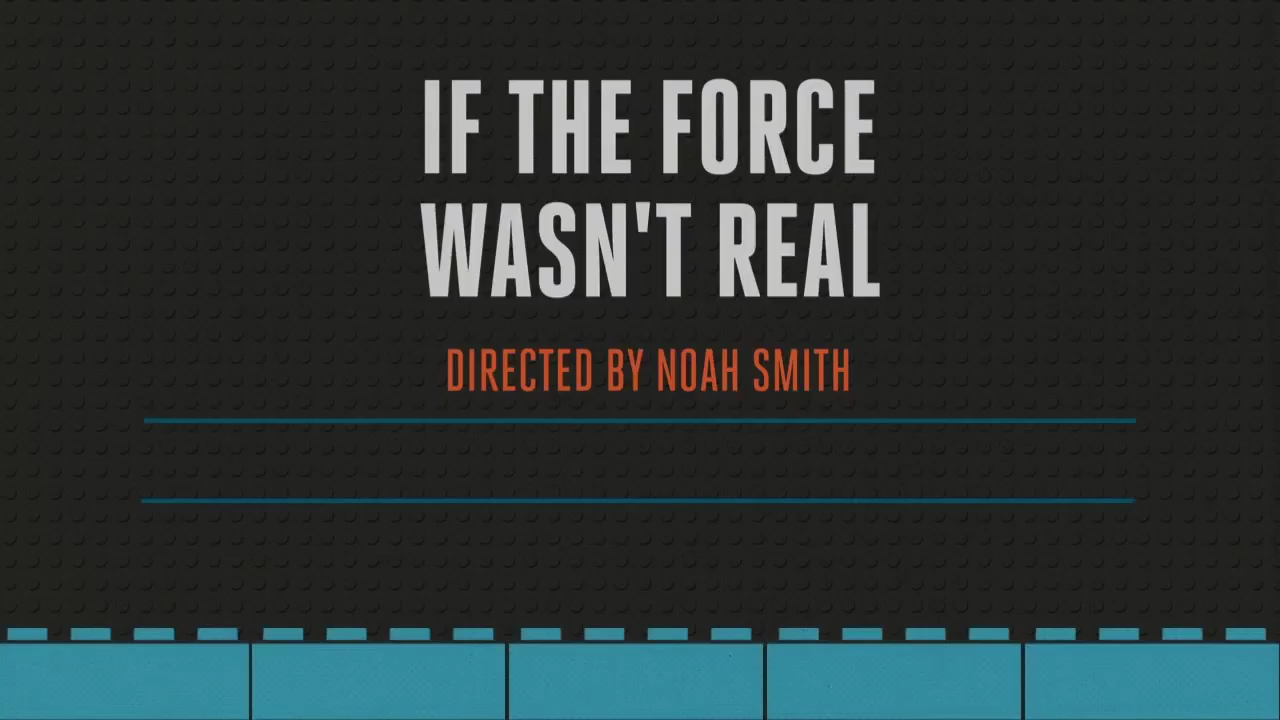 IF THE FORCE
WASN'T REAL
DIRECTED BY NOAH SMITH